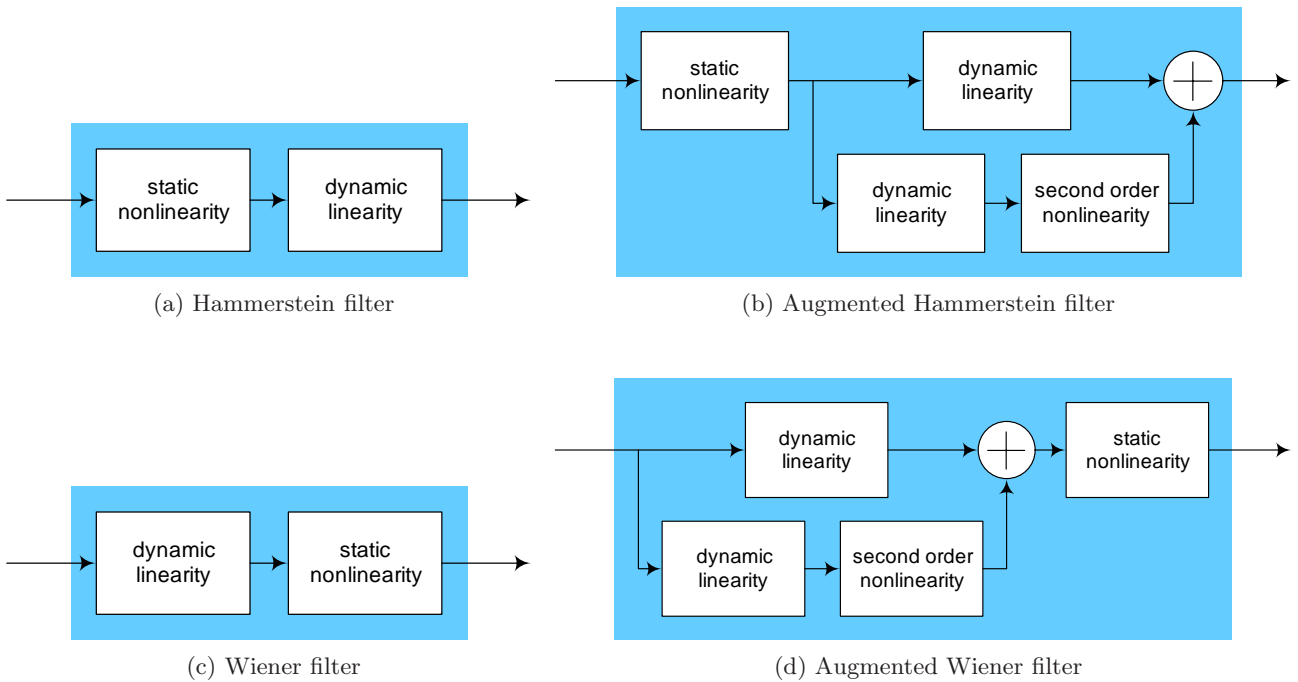 static
nonlinearity
dynamic
linearity
(a) Hammerstein filter
static
nonlinearity
dynamic
linearity
dynamic
linearity
second order
nonlinearity
(b) Augmented Hammerstein filter
dynamic
linearity
static
nonlinearity
(c) Wiener filter
dynamic
linearity
static
nonlinearity
dynamic
linearity
second order
nonlinearity
(d) Augmented Wiener filter